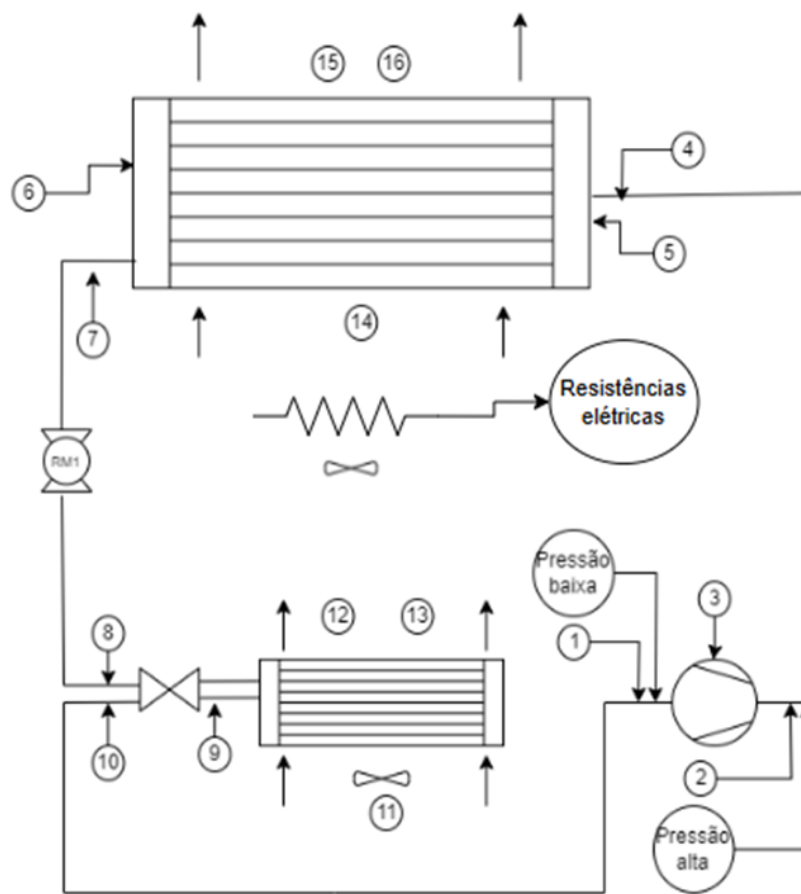 15 16
4
6
5
14
7
Resistências
elétricas
RM1
Pressão
baixa
3
12 13
1
8
10
9
2
11
Pressão
alta